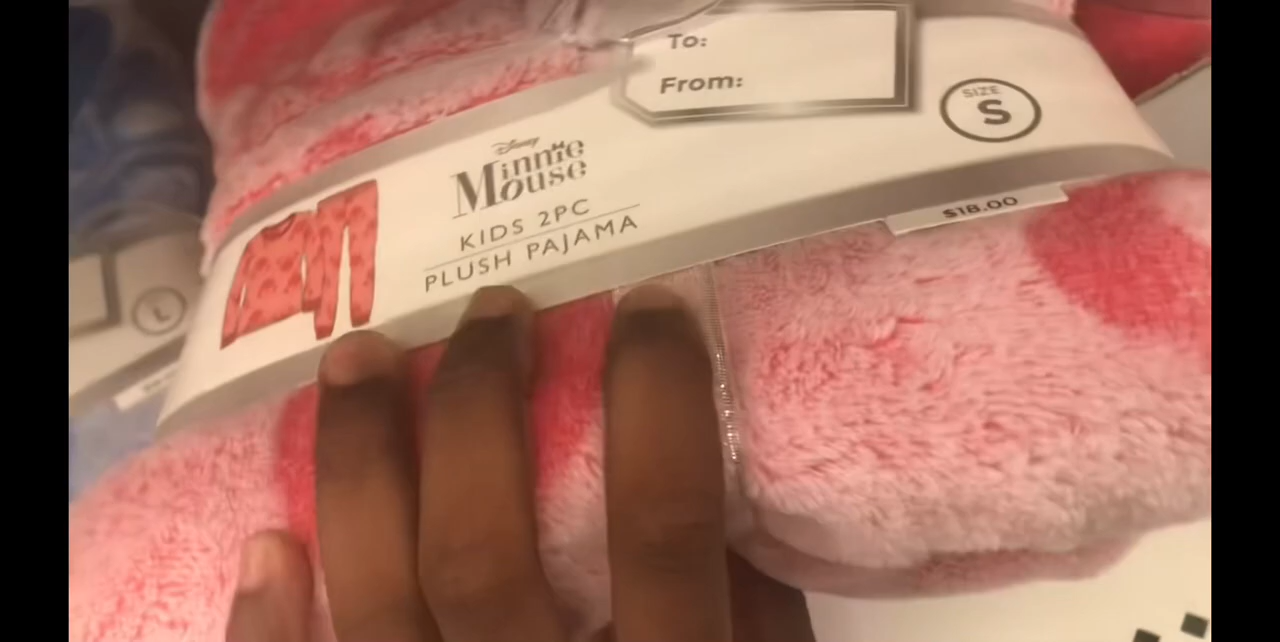 To:
From:
SIZE
S
Disney
Minnie
Mouse
KIDS 2PC
PLUSH PAJAMA
$18.00
L